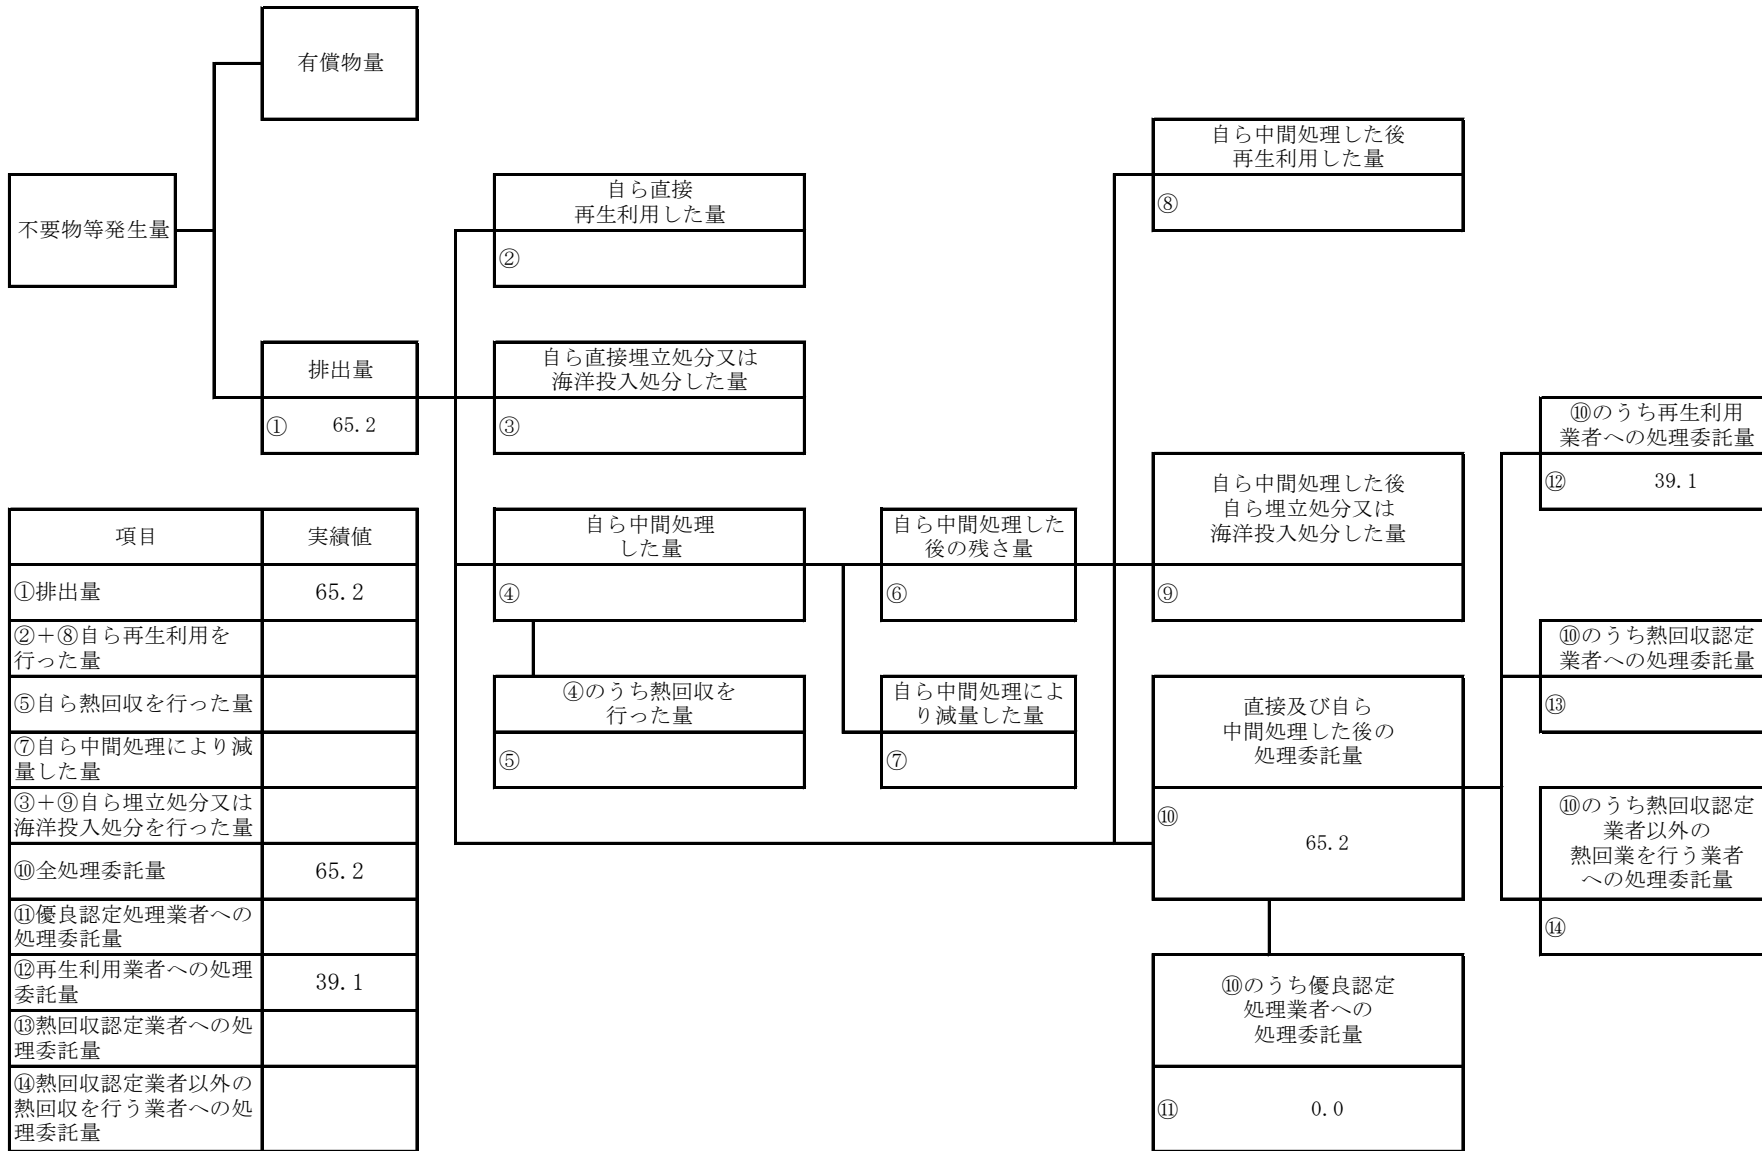 有償物量
不要物等発生量
排出量
① 65.2
自ら直接
再生利用した量
②
自ら直接埋立処分又は
海洋投入処分した量
③
自ら中間処理
した量
④
④のうち熱回収を
行った量
⑤
自ら中間処理した
後の残さ量
⑥
自ら中間処理によ
り減量した量
⑦
自ら中間処理した後
再生利用した量
⑧
自ら中間処理した後
自ら埋立処分又は
海洋投入処分した量
⑨
直接及び自ら
中間処理した後の
処理委託量
⑩
65.2
⑩のうち優良認定
処理業者への
処理委託量
⑪ 0.0
⑩のうち再生利用
業者への処理委託量
⑫ 39.1
⑩のうち熱回収認定
業者への処理委託量
⑬
⑩のうち熱回収認定
業者以外の
熱回業を行う業者
への処理委託量
⑭
項目 実績値
①排出量 65.2
②+⑧自ら再生利用を
行った量
⑤自ら熱回収を行った量
⑦自ら中間処理により減
量した量
③+⑨自ら埋立処分又は
海洋投入処分を行った量
⑩全処理委託量 65.2
⑪優良認定処理業者への
処理委託量
⑫再生利用業者への処理
委託量 39.1
⑬熱回収認定業者への処
理委託量
⑭熱回収認定業者以外の
熱回収を行う業者への処
理委託量